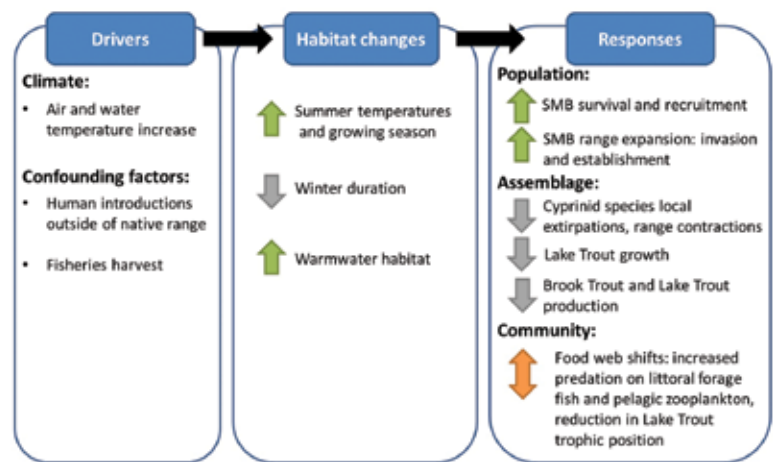 Drivers
Climate:
• Air and water
temperature increase
Confounding factors:
• Human introductions
outside of native range
• Fisheries harvest
Habitat changes
Summer temperatures
and growing season
Winter duration
Warmwater habitat
Responses
Population:
SMB survival and recruitment
SMB range expansion: invasion
and establishment
Assemblage:
Cyprinid species local
extirpations, range contractions
Lake Trout growth
Brook Trout and Lake Trout
production
Community:
Food web shifts: increased
predation on littoral forage
fish and pelagic zooplankton,
reduction in Lake Trout
trophic position